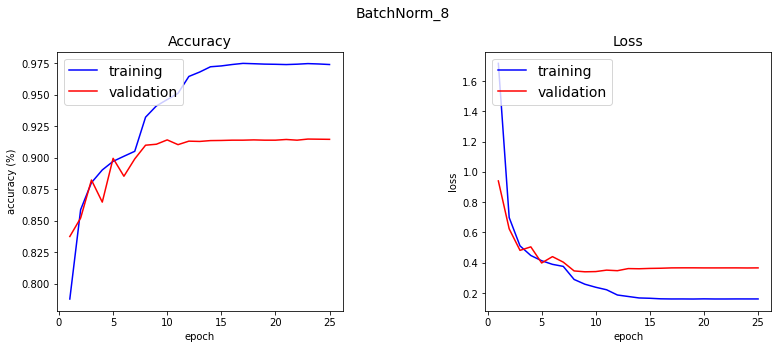 BatchNorm_8
Accuracy
training
validation
0.975
0.950
0.925
0.900
0.875
0.850
0.825
0.800
accuracy (%)
0
5
10
15
20
25
epoch
Loss
training
validation
1.6
1.4
1.2
1.0
0.8
0.6
0.4
0.2
loss
0
5
10
15
20
25
epoch